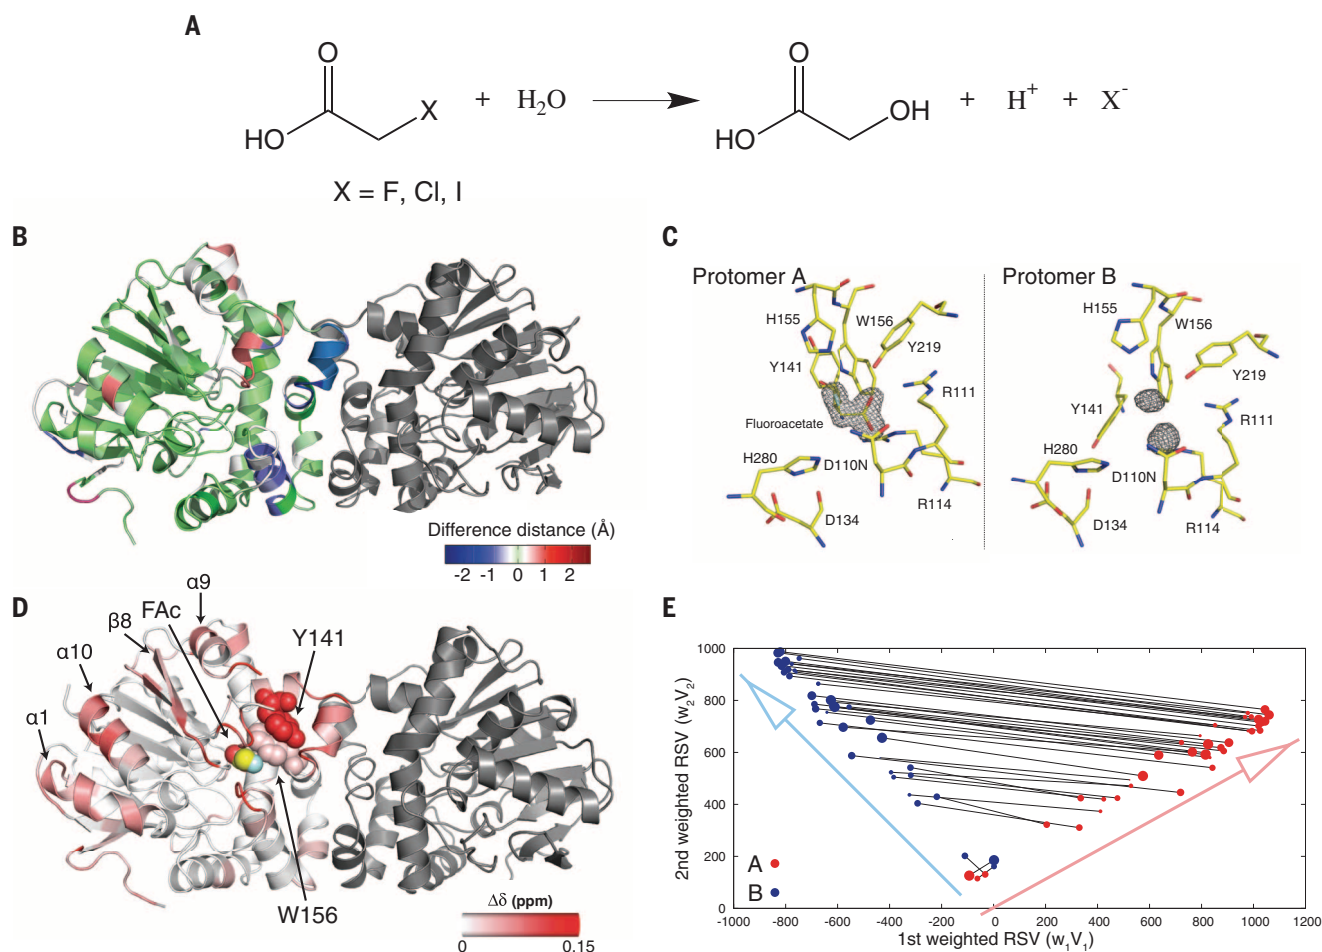 A
O
HO
X
+
H₂O
O
HO
OH
+
H⁺
+
X⁻
X = F, Cl, I
B
Difference distance (Å)
-2 -1 0 1 2
C
Protomer A
H155
W156
Y219
Y141
R111
Fluoroacetate
H280
D110N
D134
R114
Protomer B
H155
W156
Y219
Y141
R111
H280
D110N
D134
R114
D
α9
FAc
β8
Y141
α10
α1
W156
Δδ (ppm)
0 0.15
E
1000
800
600
400
200
0
2nd weighted RSV (w₂V₂)
A
B
-1000 -800 -600 -400 -200 0 200 400 600 800 1000 1200
1st weighted RSV (w₁V₁)